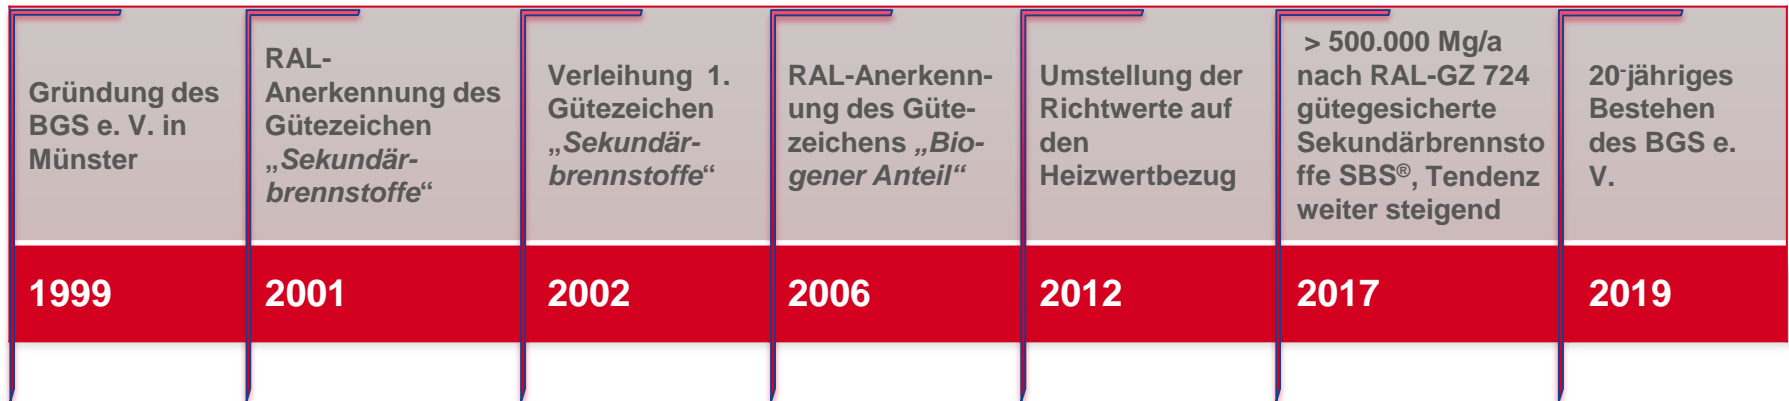 Gründung des
BGS e. V. in
Münster
1999
RAL-
Anerkennung des
Gütezeichen
„Sekundär-
brennstoffe“
2001
Verleihung 1.
Gütezeichen
„Sekundär-
brennstoffe“
2002
RAL-Anerkenn-
ung des Güte-
zeichens „Bio-
gener Anteil“
2006
Umstellung der
Richtwerte auf
den
Heizwertbezug
2012
> 500.000 Mg/a
nach RAL-GZ 724
gütegesicherte
Sekundärbrennsto
ffe SBS®, Tendenz
weiter steigend
2017
20-jähriges
Bestehen
des BGS e.
V.
2019